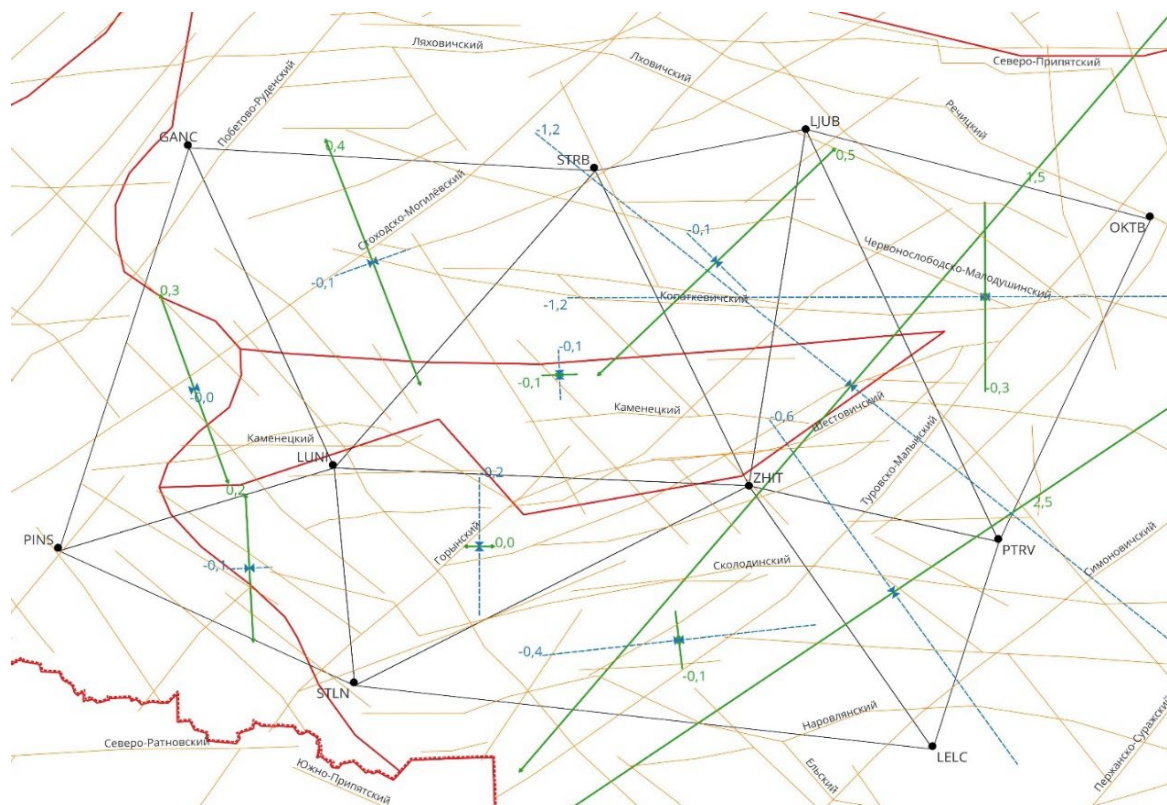 Ляховичский
Северо-Припятский
Лховичский
Побетово-Руденский
Речицкий
LJUB
GANC
-1,2
0,4
STRB
0,5
1,5
OKTB
Стоходско-Могилёвский
-0,1
Червонослободско-Малодушинский
-0,1
0,3
Копаткевичский
-1,2
-0,1
-0,1
-0,3
-0,0
Каменецкий
-0,6
Шестовичский
Каменецкий
LUNI
0,2
ZHIT
Туровско-Малынский
0,2
2,5
PINS
Горынский
0,0
PTRV
-0,1
Сколодинский
Симоновичский
-0,4
-0,1
STLN
Наровлянский
Северо-Ратновский
LELC
Южно-Припятский
Ельский
Пержанско-Суражский